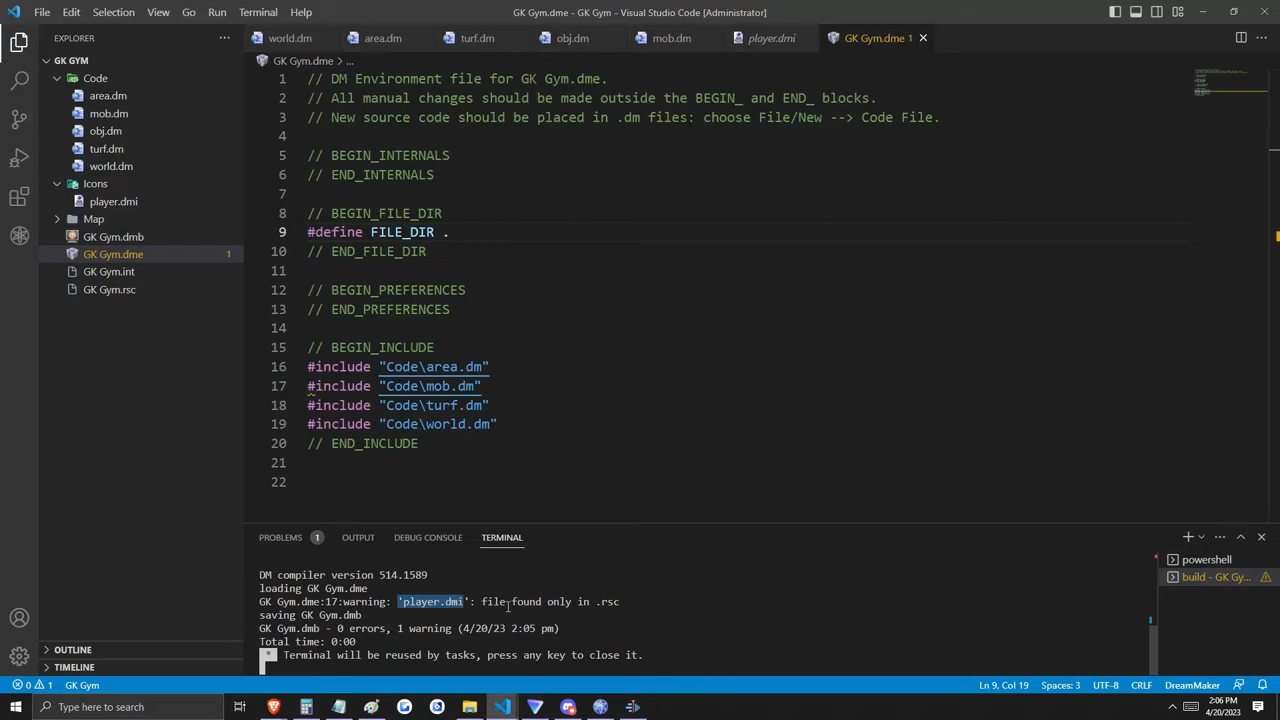 File Edit Selection View Go Run Terminal Help
GK Gym.dme - GK Gym - Visual Studio Code [Administrator]
EXPLORER
world.dm area.dm turf.dm obj.dm mob.dm player.dmi GK Gym.dme 1
GK GYM
GK Gym.dme > ...
Code
area.dm
mob.dm
obj.dm
turf.dm
world.dm
Icons
player.dmi
Map
GK Gym.dmb
GK Gym.dme 1
GK Gym.int
GK Gym.rsc
1 // DM Environment file for GK Gym.dme.
2 // All manual changes should be made outside the BEGIN_ and END_ blocks.
3 // New source code should be placed in .dm files: choose File/New --> Code File.
4
5 // BEGIN_INTERNALS
6 // END_INTERNALS
7
8 // BEGIN_FILE_DIR
9 #define FILE_DIR .
10 // END_FILE_DIR
11
12 // BEGIN_PREFERENCES
13 // END_PREFERENCES
14
15 // BEGIN_INCLUDE
16 #include "Code\area.dm"
17 #include "Code\mob.dm"
18 #include "Code\turf.dm"
19 #include "Code\world.dm"
20 // END_INCLUDE
21
22
PROBLEMS 1 OUTPUT DEBUG CONSOLE TERMINAL
powershell
build - GK Gy...
DM compiler version 514.1589
loading GK Gym.dme
GK Gym.dme:17:warning: 'player.dmi': file found only in .rsc
saving GK Gym.dmb
GK Gym.dmb - 0 errors, 1 warning (4/20/23 2:05 pm)
Total time: 0:00
* Terminal will be reused by tasks, press any key to close it.
OUTLINE
TIMELINE
0 1 GK Gym
Ln 9, Col 19 Spaces: 3 UTF-8 CRLF DreamMaker
Type here to search
2:06 PM
4/20/2023